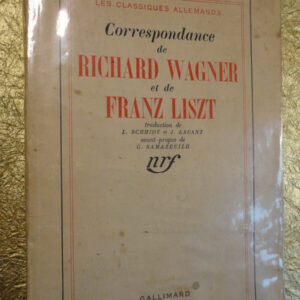 LES CLASSIQUES ALLEMANDS
Correspondance
de
RICHARD WAGNER
et de
FRANZ LISZT
traduction de
L. SCHMIDT et J. LACANT
avant-propos de
G. SAMAZEUILH
nrf
GALLIMARD